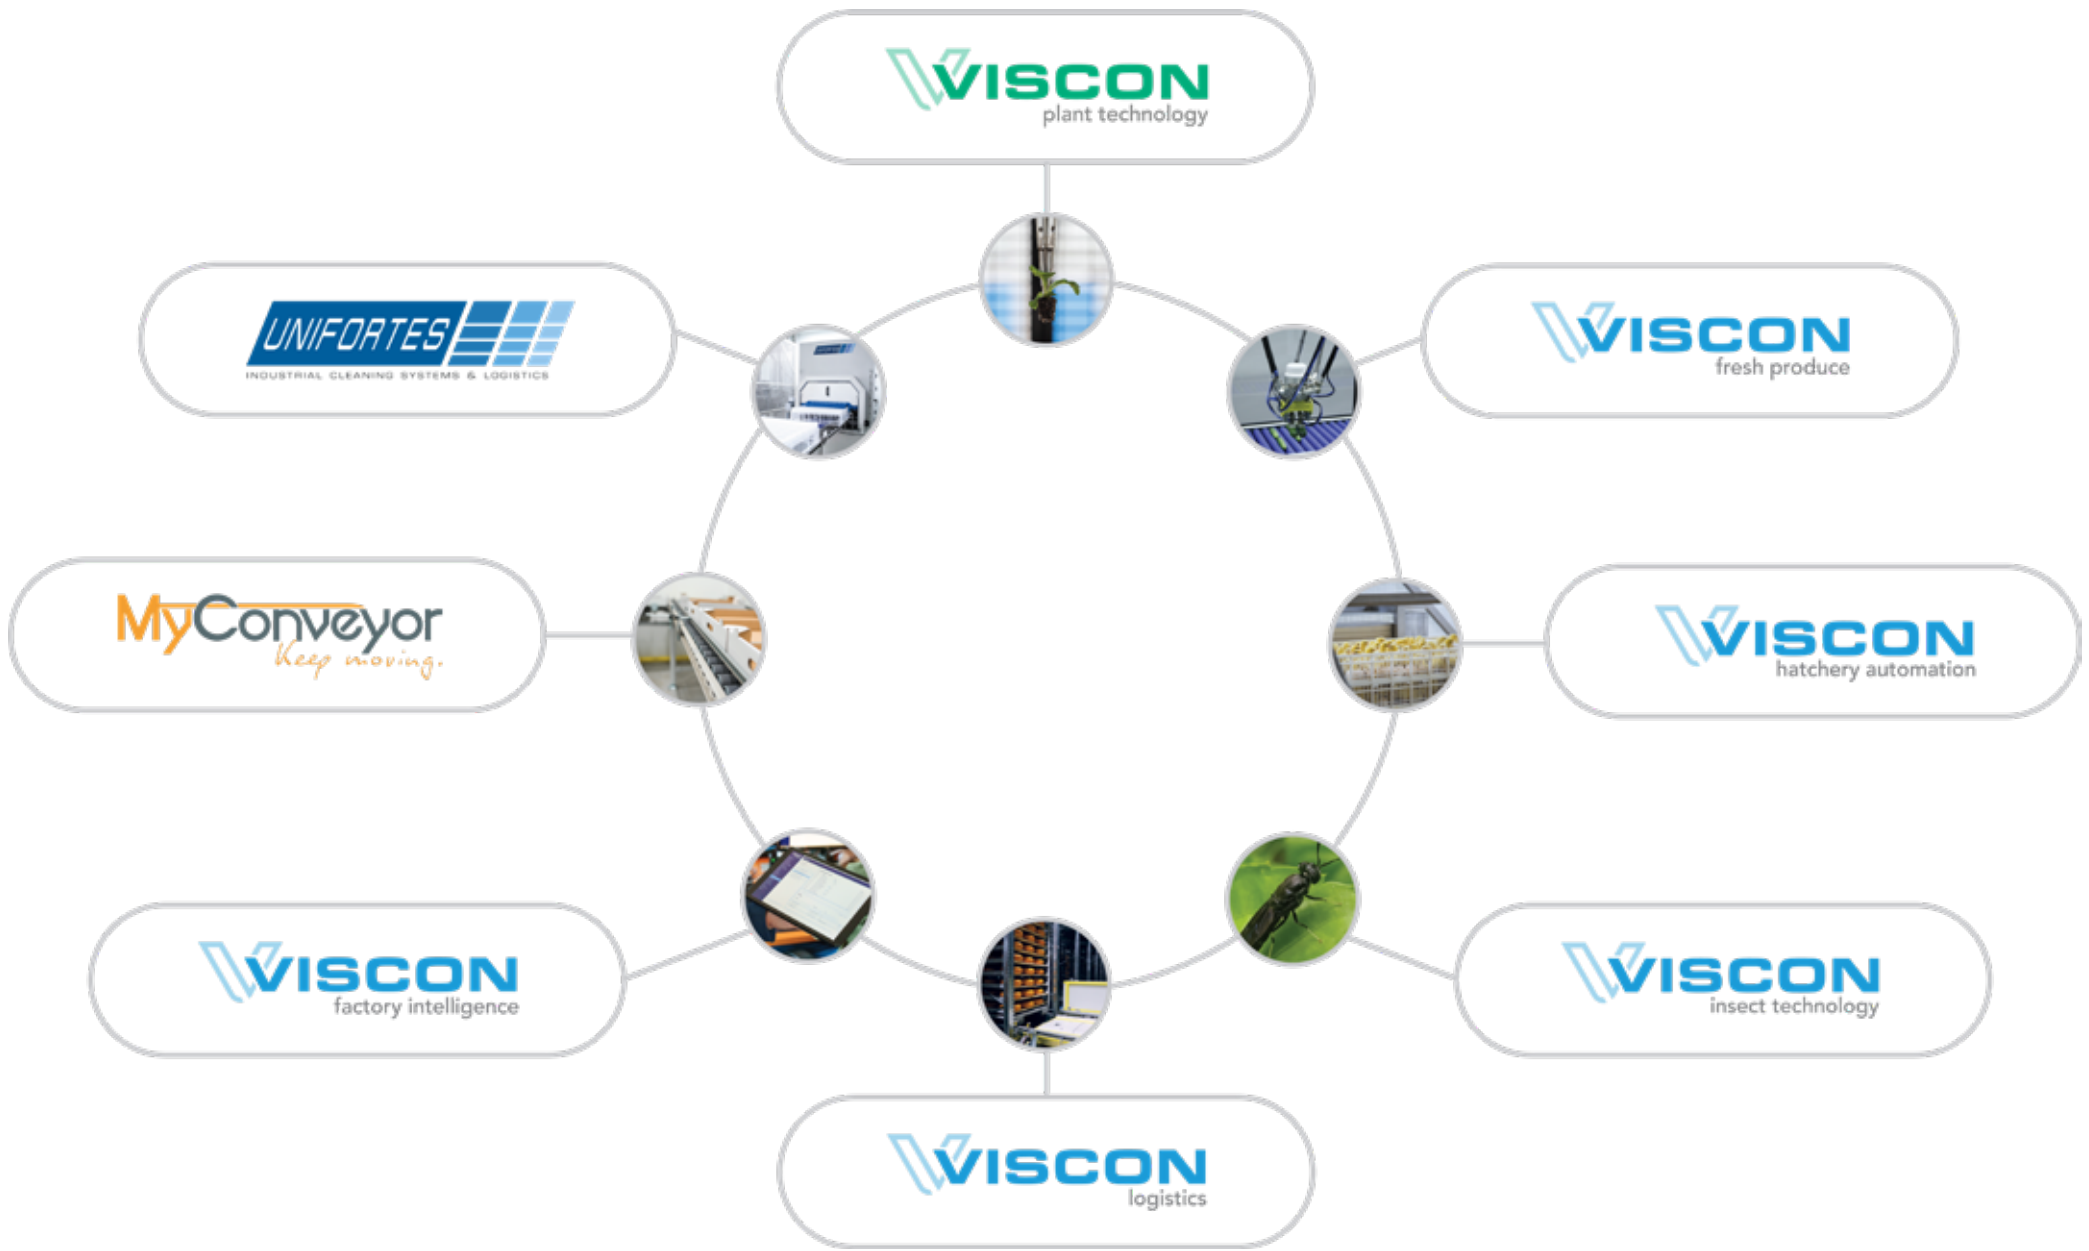 VISCON
plant technology
UNIFORTES
INDUSTRIAL CLEANING SYSTEMS & LOGISTICS
VISCON
fresh produce
MyConveyor
Keep moving.
VISCON
hatchery automation
VISCON
factory intelligence
VISCON
insect technology
VISCON
logistics